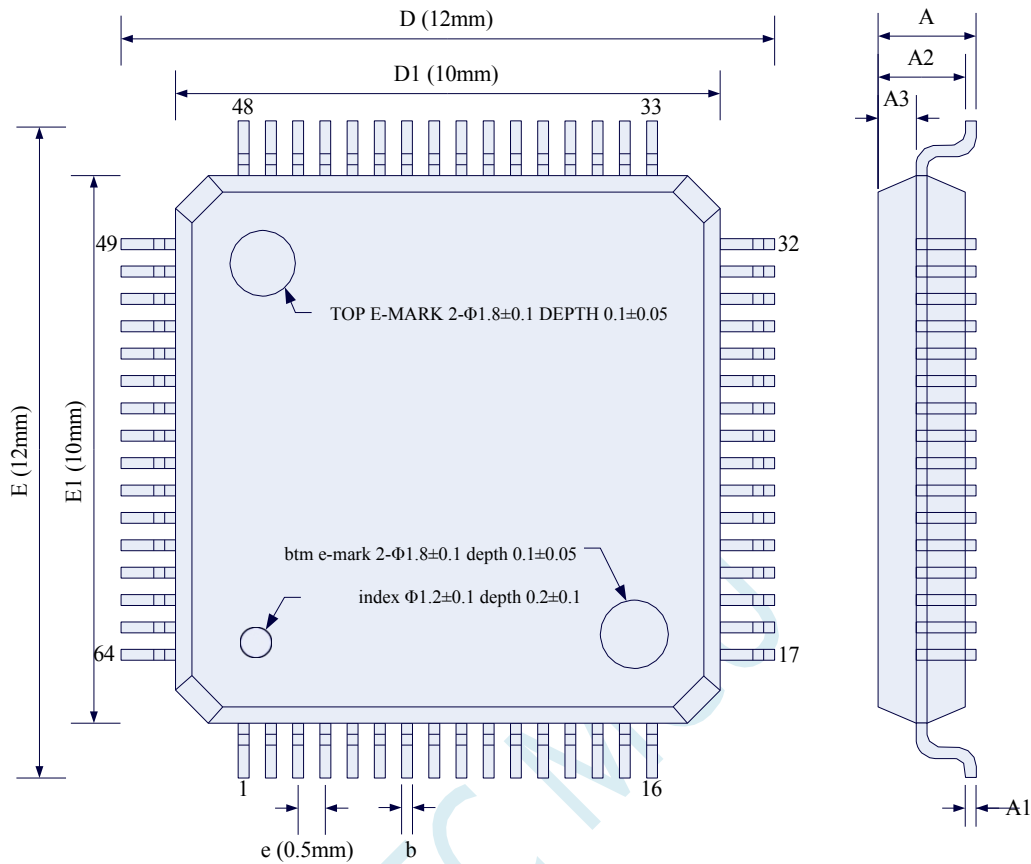 D (12mm)
A
D1 (10mm)
A2
48
33
A3
49
32
TOP E-MARK 2-Φ1.8±0.1 DEPTH 0.1±0.05
E (12mm)
E1 (10mm)
btm e-mark 2-Φ1.8±0.1 depth 0.1±0.05
index Φ1.2±0.1 depth 0.2±0.1
64
17
1
16
A1
e (0.5mm)
b